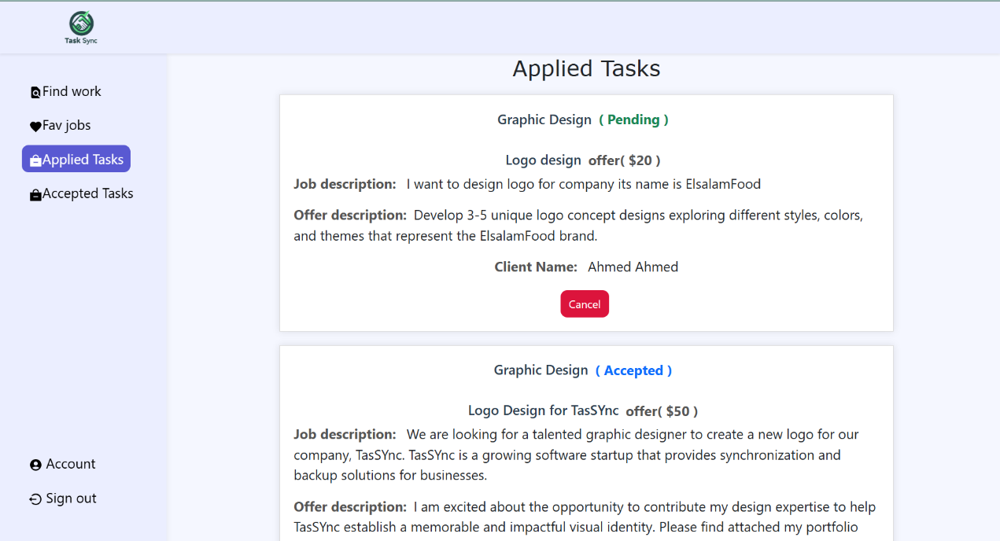 Task Sync
Find work
Fav jobs
Applied Tasks
Accepted Tasks
Account
Sign out
Applied Tasks
Graphic Design ( Pending )
Logo design offer( $20 )
Job description: I want to design logo for company its name is ElsalamFood
Offer description: Develop 3-5 unique logo concept designs exploring different styles, colors,
and themes that represent the ElsalamFood brand.
Client Name: Ahmed Ahmed
Cancel
Graphic Design ( Accepted )
Logo Design for TasSYnc offer( $50 )
Job description: We are looking for a talented graphic designer to create a new logo for our
company, TasSYnc. TasSYnc is a growing software startup that provides synchronization and
backup solutions for businesses.
Offer description: I am excited about the opportunity to contribute my design expertise to help
TasSYnc establish a memorable and impactful visual identity. Please find attached my portfolio